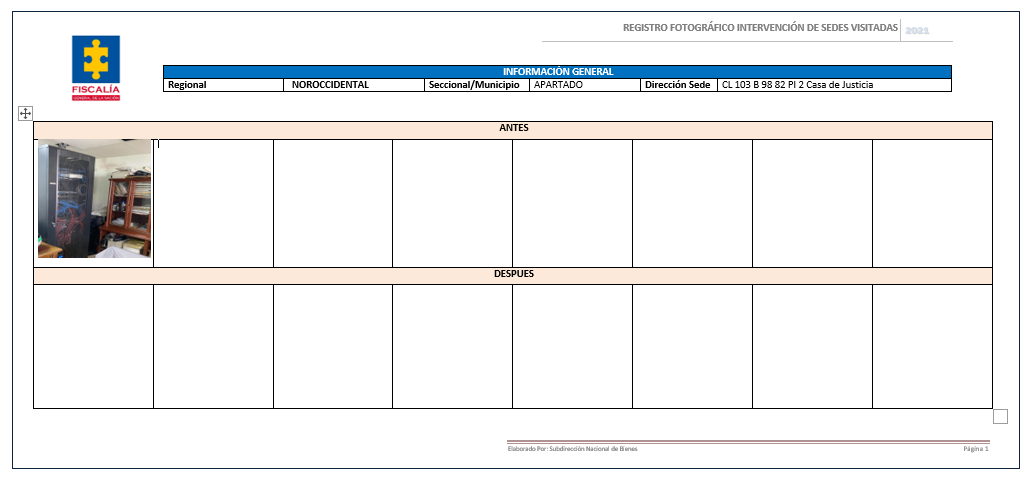 REGISTRO FOTOGRÁFICO INTERVENCIÓN DE SEDES VISITADAS 2021
FISCALÍA
GENERAL DE LA NACIÓN
INFORMACIÓN GENERAL
Regional NOROCCIDENTAL Seccional/Municipio APARTADO Dirección Sede CL 103 B 98 82 PI 2 Casa de Justicia
ANTES
DESPUES
Elaborado Por: Subdirección Nacional de Bienes Página 1